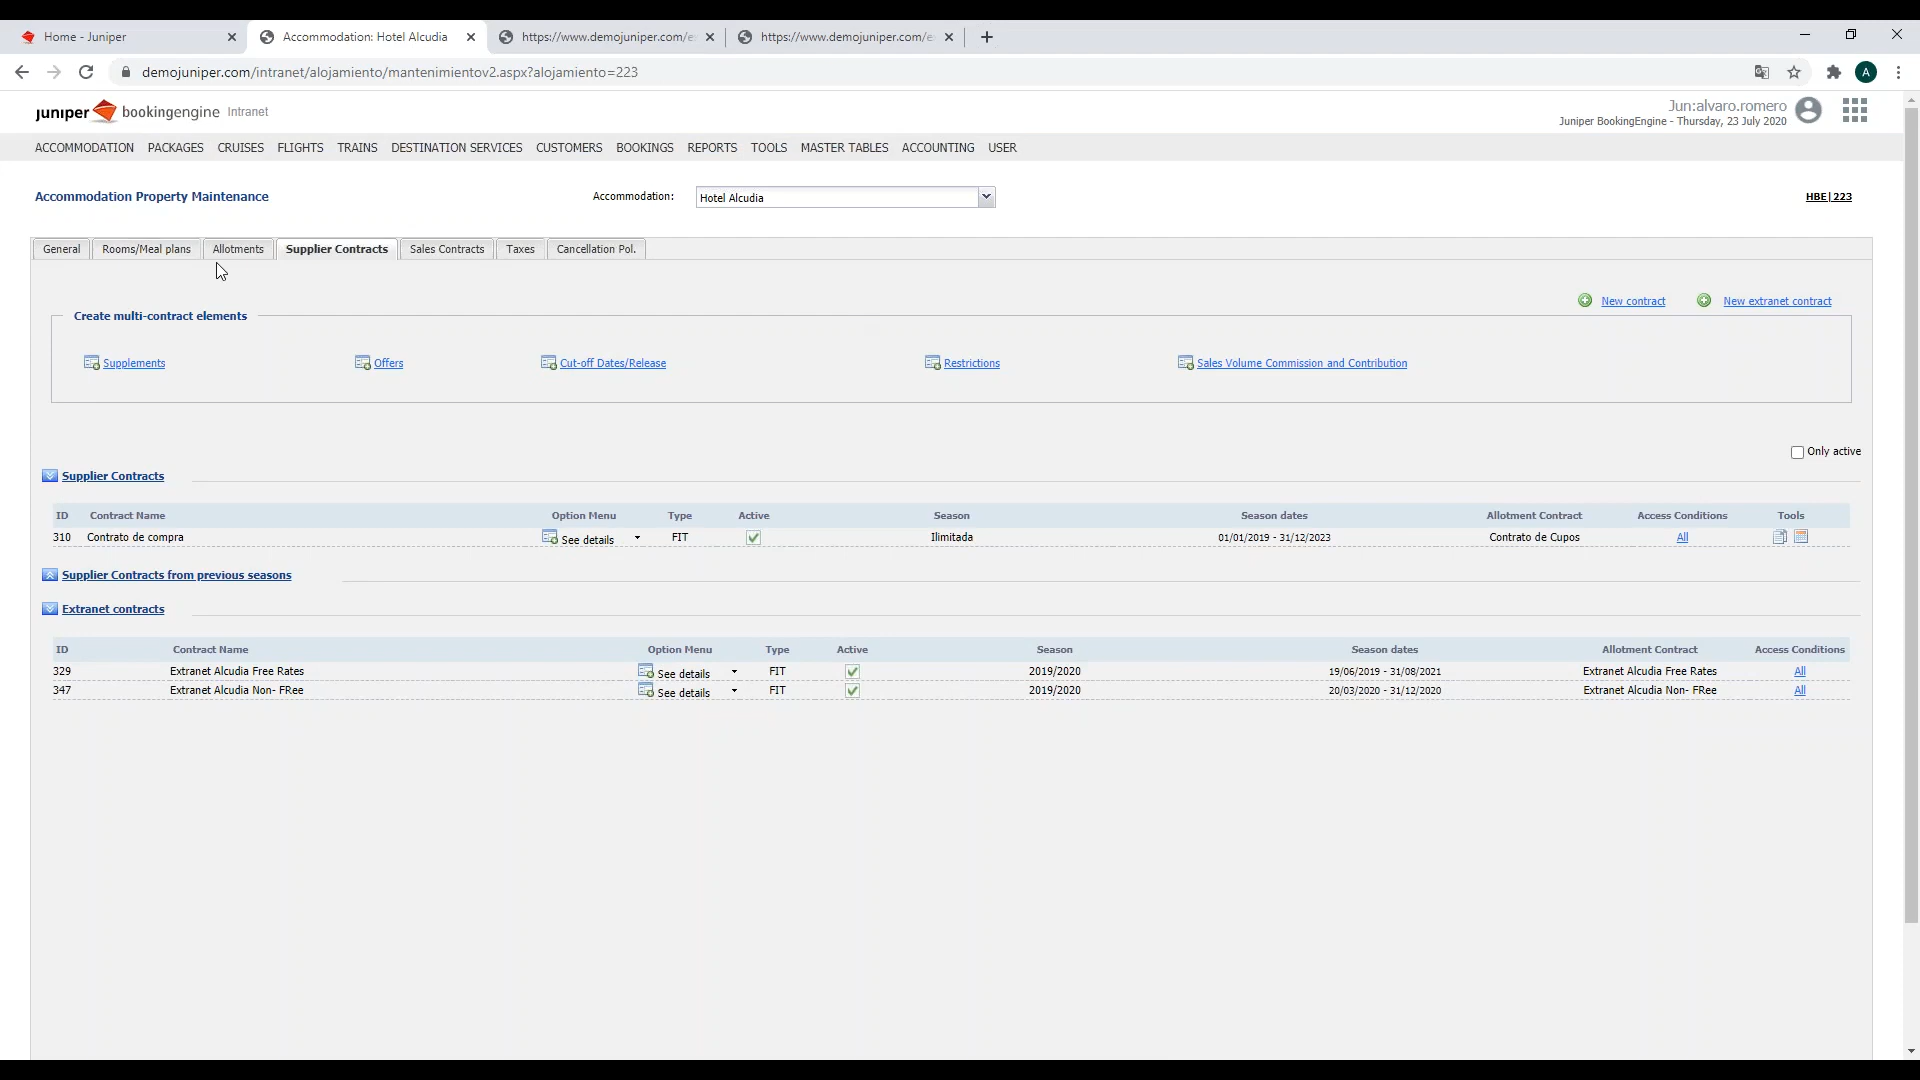 Home - Juniper
Accommodation: Hotel Alcudia
https://www.demojuniper.com/e
https://www.demojuniper.com/e
demojuniper.com/intranet/alojamiento/mantenimientov2.aspx?alojamiento=223
A
juniper bookingengine Intranet
Jun:alvaro.romero
Juniper BookingEngine - Thursday, 23 July 2020
ACCOMMODATION PACKAGES CRUISES FLIGHTS TRAINS DESTINATION SERVICES CUSTOMERS BOOKINGS REPORTS TOOLS MASTER TABLES ACCOUNTING USER
Accommodation Property Maintenance Accommodation: Hotel Alcudia HBE|223
General Rooms/Meal plans Allotments Supplier Contracts Sales Contracts Taxes Cancellation Pol.
New contract New extranet contract
Create multi-contract elements
Supplements Offers Cut-off Dates/Release Restrictions Sales Volume Commission and Contribution
Only active
Supplier Contracts
ID Contract Name Option Menu Type Active Season Season dates Allotment Contract Access Conditions Tools
310 Contrato de compra See details FIT Ilimitada 01/01/2019 - 31/12/2023 Contrato de Cupos All
Supplier Contracts from previous seasons
Extranet contracts
ID Contract Name Option Menu Type Active Season Season dates Allotment Contract Access Conditions
329 Extranet Alcudia Free Rates See details FIT 2019/2020 19/06/2019 - 31/08/2021 Extranet Alcudia Free Rates All
347 Extranet Alcudia Non- FRee See details FIT 2019/2020 20/03/2020 - 31/12/2020 Extranet Alcudia Non- FRee All